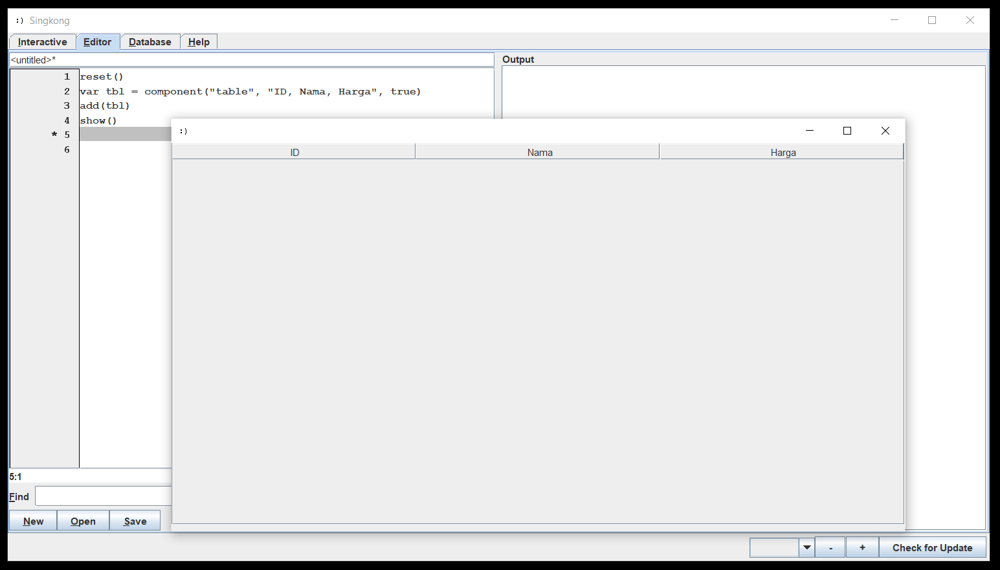 :) Singkong
Interactive Editor Database Help
<untitled>*
Output
1 reset()
2 var tbl = component("table", "ID, Nama, Harga", true)
3 add(tbl)
4 show()
* 5
6
:)
ID Nama Harga
5:1
Find
New Open Save
- + Check for Update